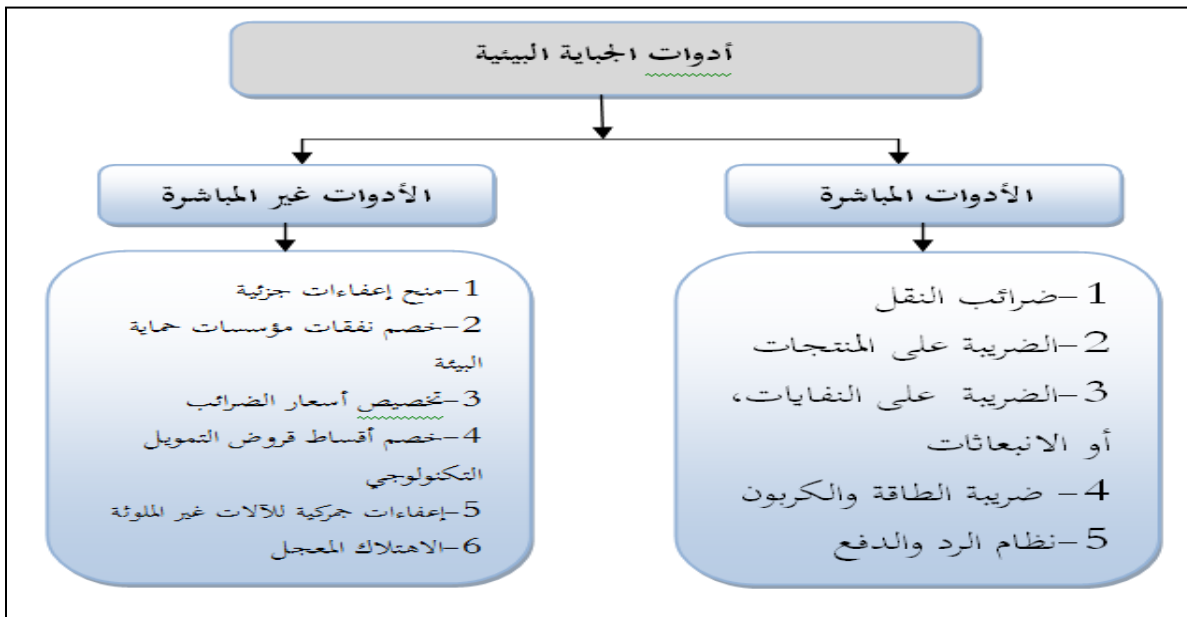 أدوات الجباية البيئية
الأدوات المباشرة
1-ضرائب النقل
2-الضريبة على المنتجات
3-الضريبة على النفايات،
أو الانبعاثات
4- ضريبة الطاقة والكربون
5-نظام الرد والدفع
الأدوات غير المباشرة
1-منح إعفاءات جزئية
2-خصم نفقات مؤسسات حماية
البيئة
3-تخصيص أسعار الضرائب
4-خصم أقساط قروض التمويل
التكنولوجي
5-إعفاءات جمركية للآلات غير الملوثة
6-الاهتلاك المعجل